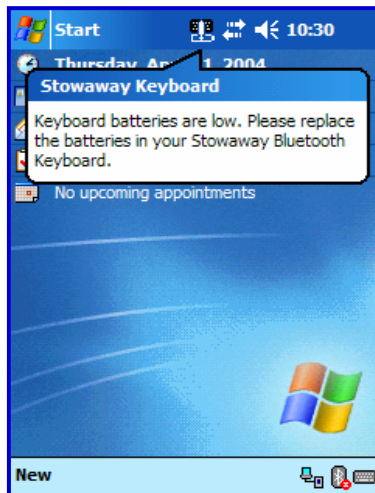 Start 10:30
Thursday, 1, 2004
Stowaway Keyboard
Keyboard batteries are low. Please replace
the batteries in your Stowaway Bluetooth
Keyboard.
No upcoming appointments
New